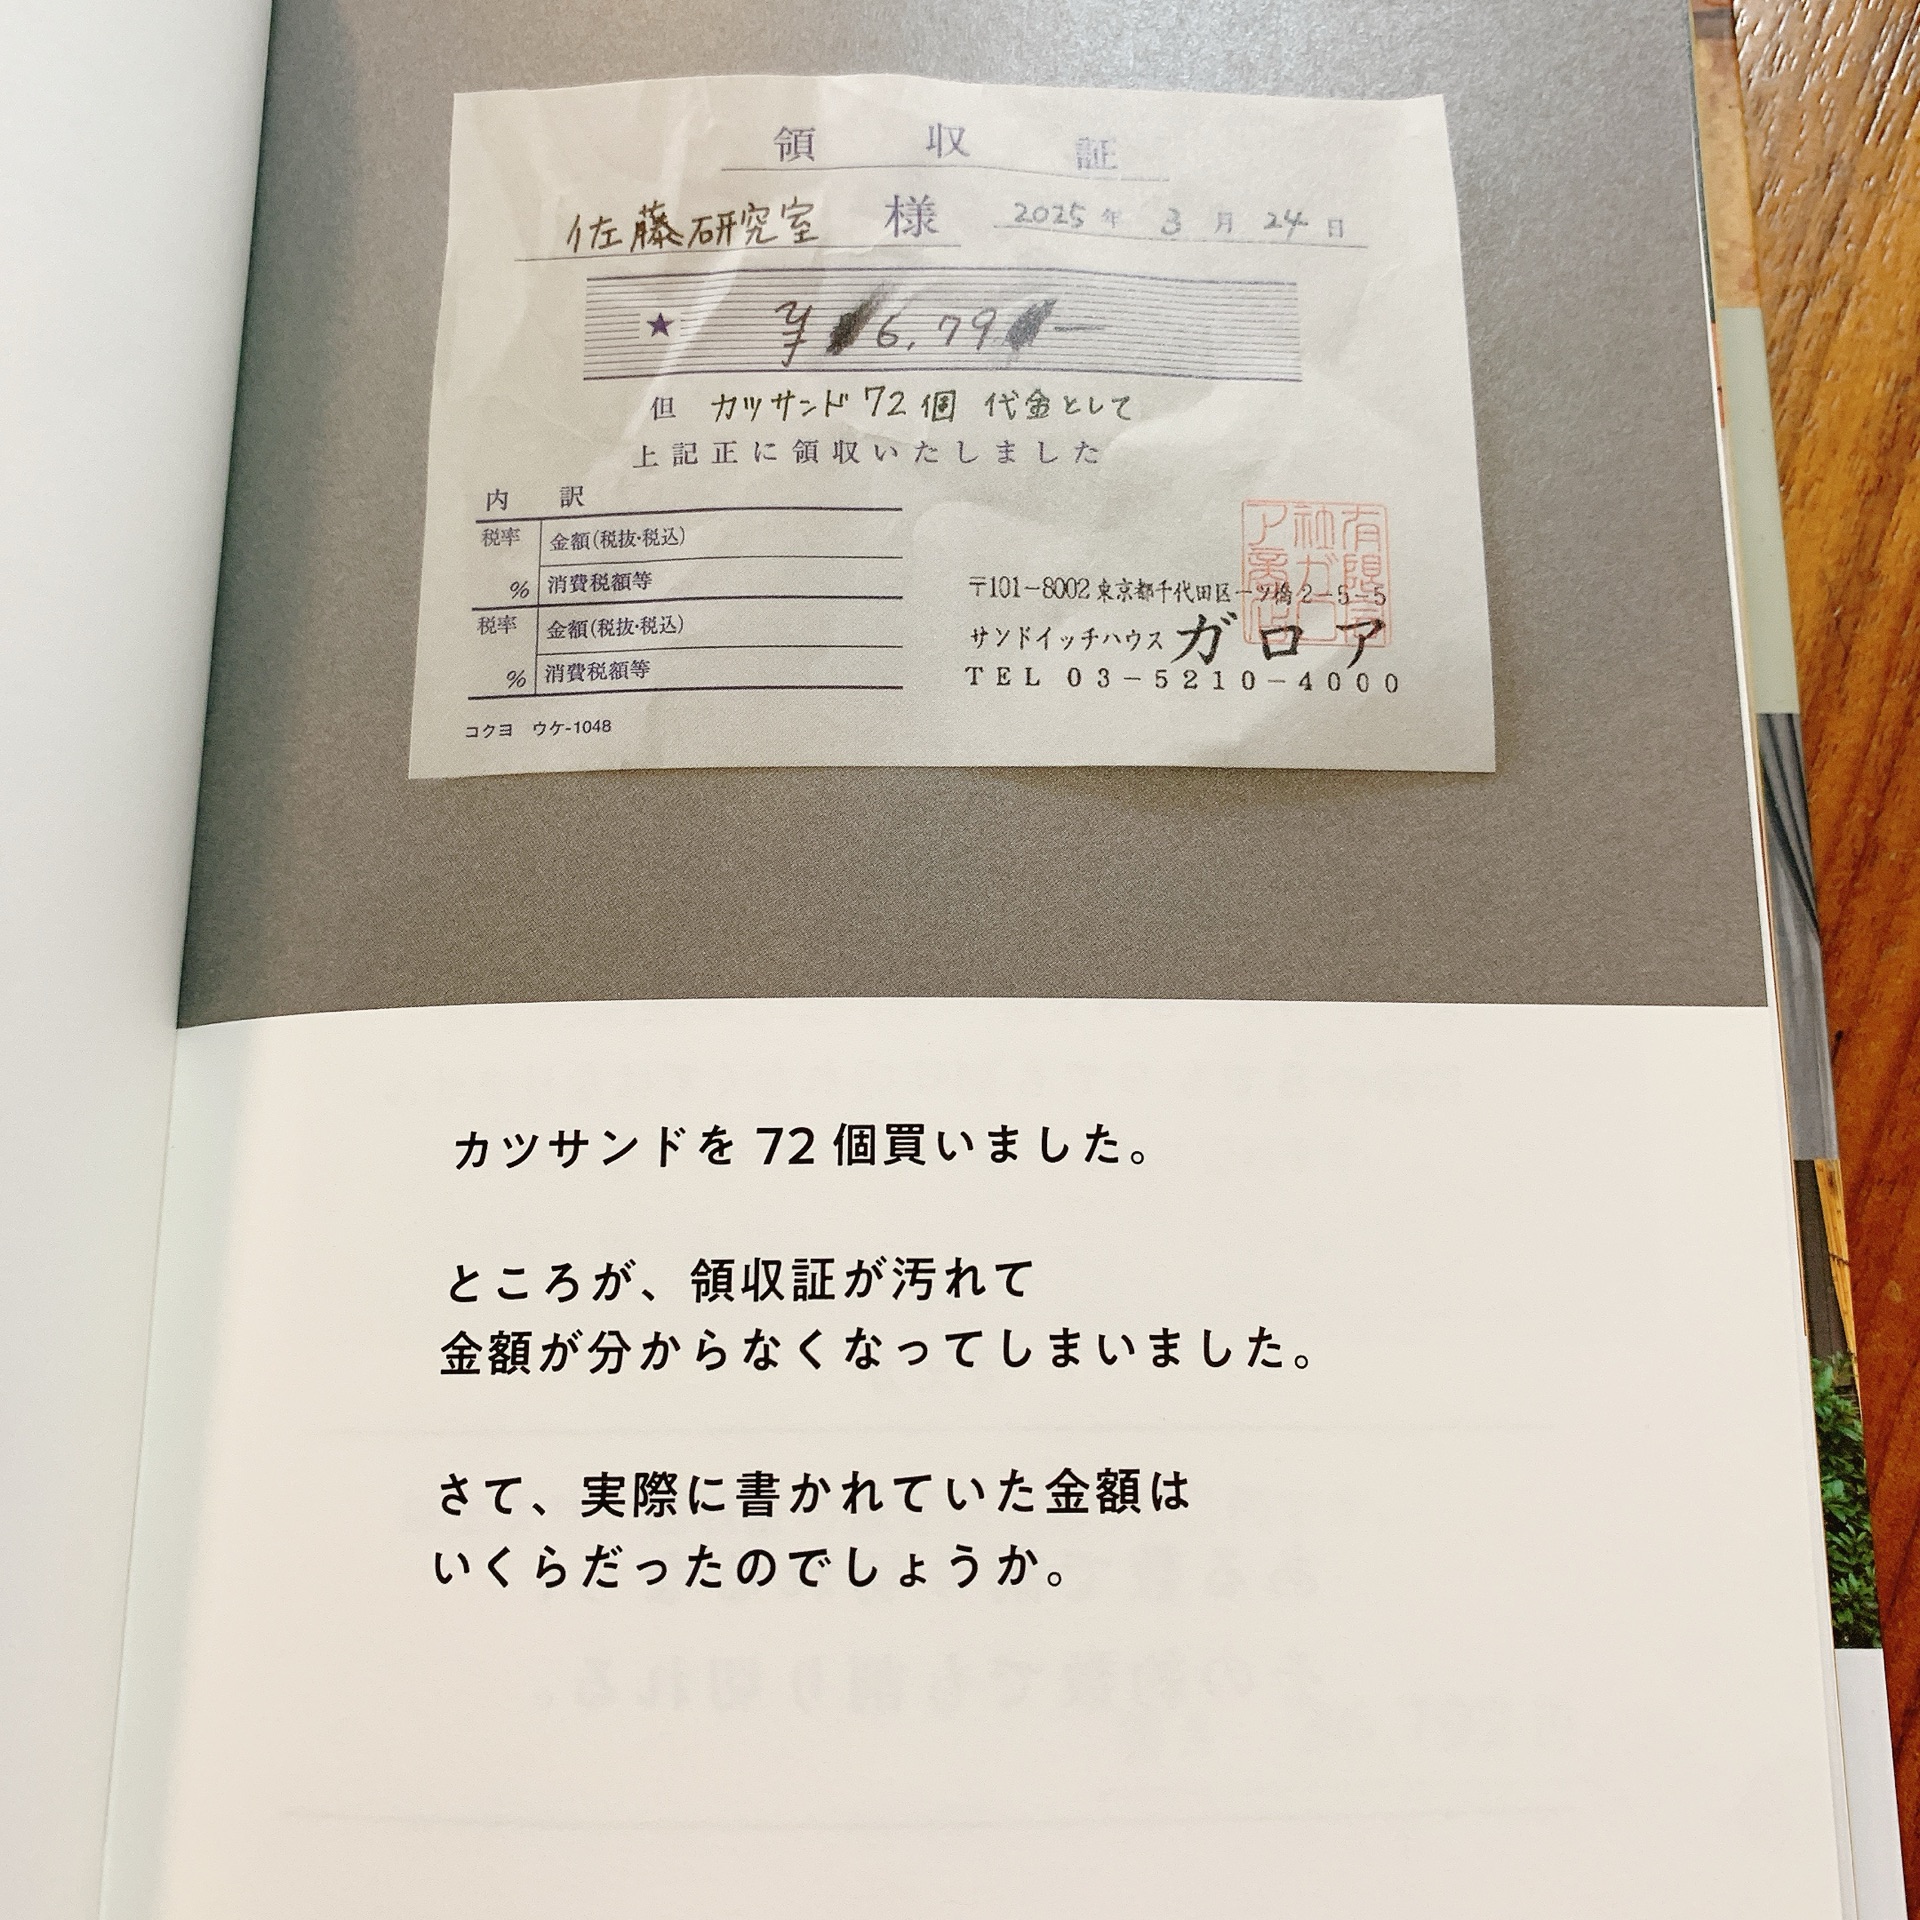 領収証
佐藤研究室 様 2025年 3月 24日
★ ¥ 6,79 —
但 カツサンド 72個 代金として
上記正に領収いたしました
内 訳
税率 金額(税抜・税込)
% 消費税額等
税率 金額(税抜・税込)
% 消費税額等
コクヨ ウケ-1048
〒101-8002 東京都千代田区一ツ橋2-5-5
サンドイッチハウス ガロア
TEL 03-5210-4000
カツサンドを 72 個買いました。
ところが、領収証が汚れて
金額が分からなくなってしまいました。
さて、実際に書かれていた金額は
いくらだったのでしょうか。